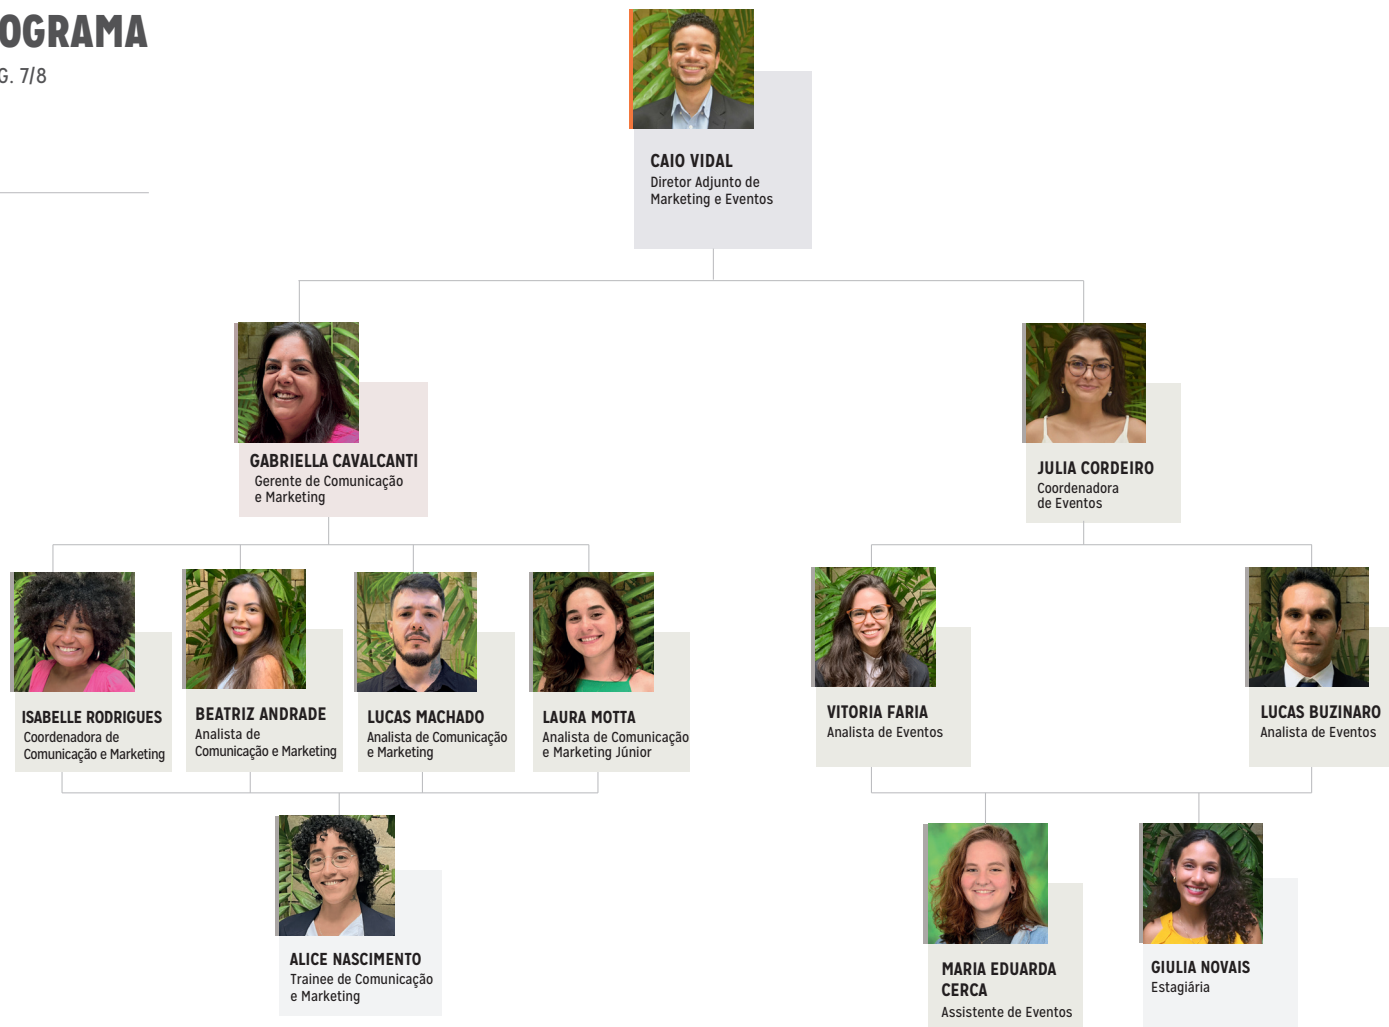 OGRAMA
G. 7/8
CAIO VIDAL
Diretor Adjunto de
Marketing e Eventos
GABRIELLA CAVALCANTI
Gerente de Comunicação
e Marketing
JULIA CORDEIRO
Coordenadora
de Eventos
ISABELLE RODRIGUES
Coordenadora de
Comunicação e Marketing
BEATRIZ ANDRADE
Analista de
Comunicação e Marketing
LUCAS MACHADO
Analista de Comunicação
e Marketing
LAURA MOTTA
Analista de Comunicação
e Marketing Júnior
VITORIA FARIA
Analista de Eventos
LUCAS BUZINARO
Analista de Eventos
ALICE NASCIMENTO
Trainee de Comunicação
e Marketing
MARIA EDUARDA
CERCA
Assistente de Eventos
GIULIA NOVAIS
Estagiária